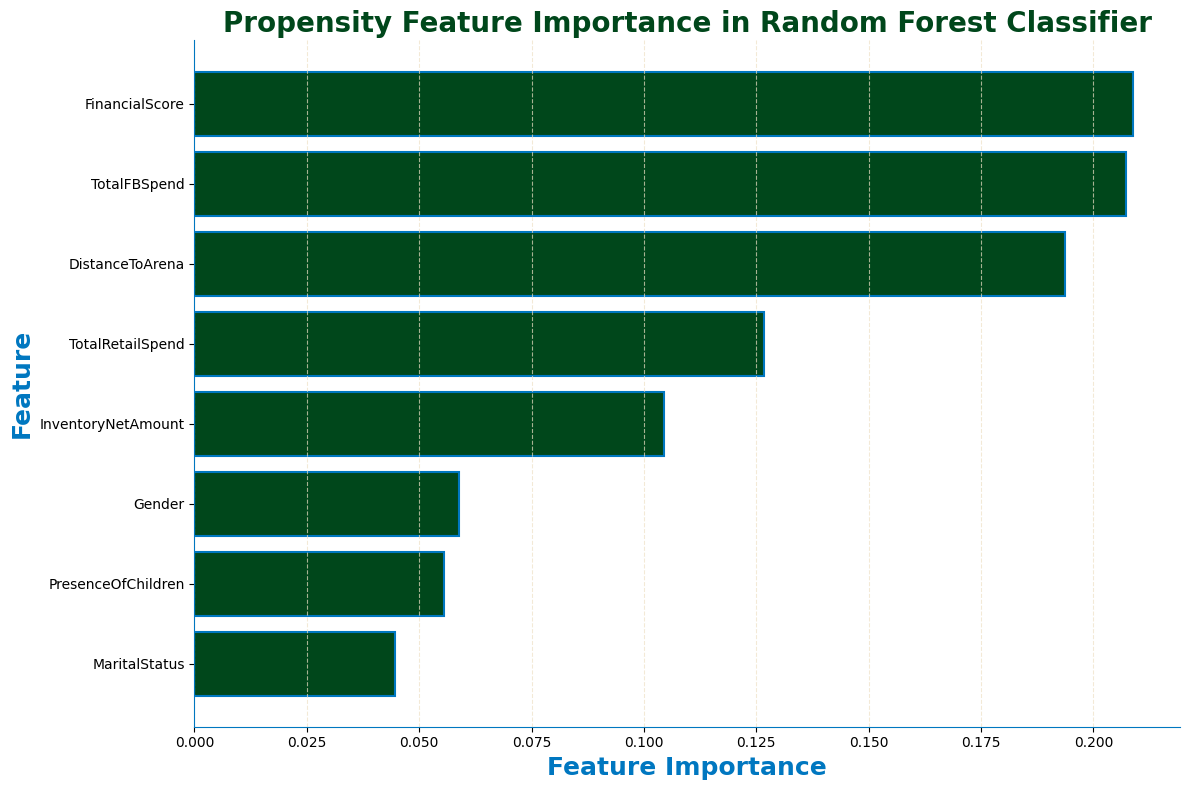 Propensity Feature Importance in Random Forest Classifier
FinancialScore
TotalFBSpend
DistanceToArena
TotalRetailSpend
InventoryNetAmount
Gender
PresenceOfChildren
MaritalStatus
Feature
0.000 0.025 0.050 0.075 0.100 0.125 0.150 0.175 0.200
Feature Importance